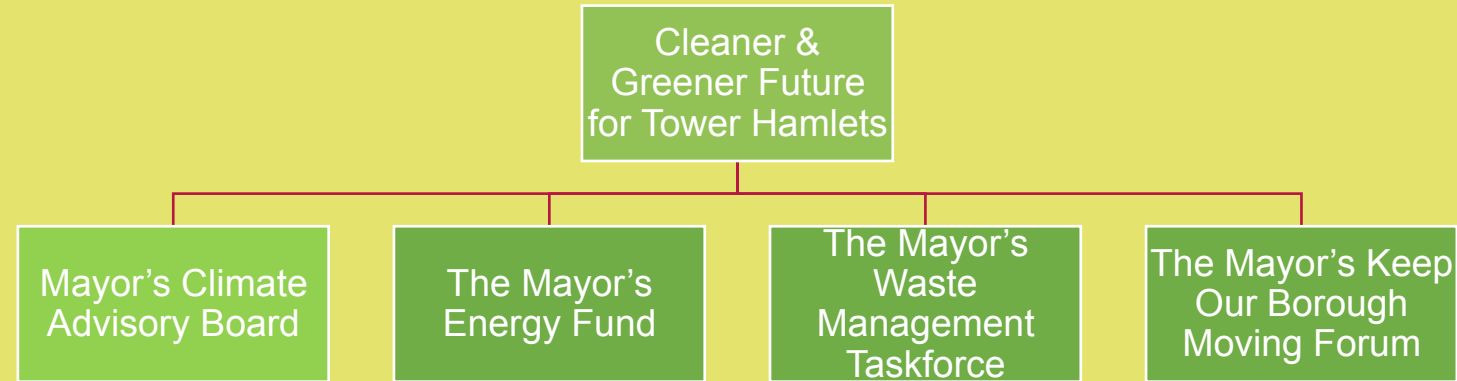 Cleaner &
Greener Future
for Tower Hamlets
Mayor’s Climate
Advisory Board
The Mayor’s
Energy Fund
The Mayor’s
Waste
Management
Taskforce
The Mayor’s Keep
Our Borough
Moving Forum